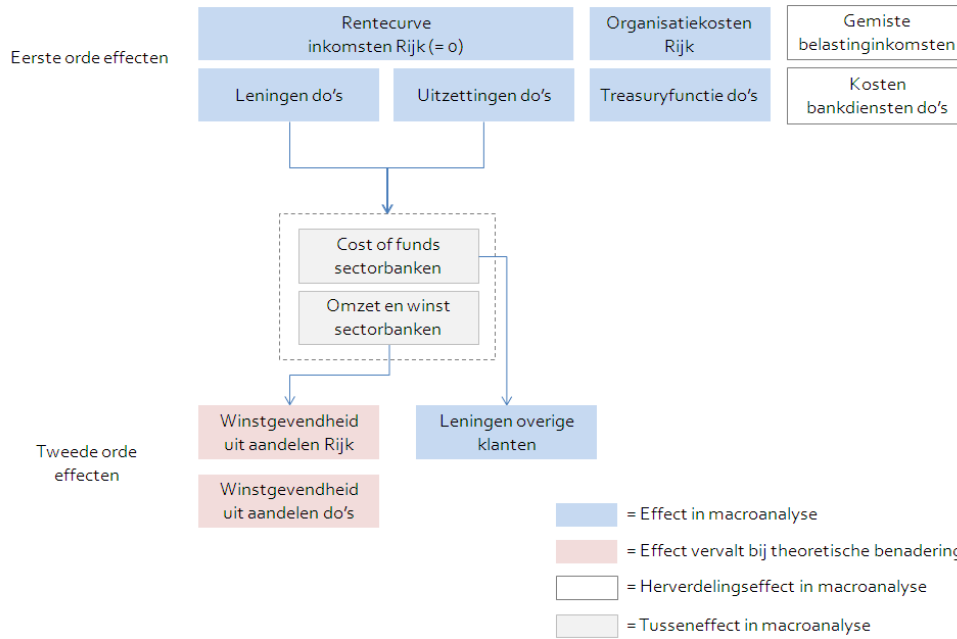 Eerste orde effecten
Rentecurve
inkomsten Rijk (= 0)
Organisatiekosten
Rijk
Gemiste
belastinginkomsten
Leningen do's
Uitzettingen do's
Treasuryfunctie do's
Kosten
bankdiensten do's
Cost of funds
sectorbanken
Omzet en winst
sectorbanken
Tweede orde
effecten
Winstgevendheid
uit aandelen Rijk
Leningen overige
klanten
Winstgevendheid
uit aandelen do's
= Effect in macroanalyse
= Effect vervalt bij theoretische benadering
= Herverdelingseffect in macroanalyse
= Tusseneffect in macroanalyse